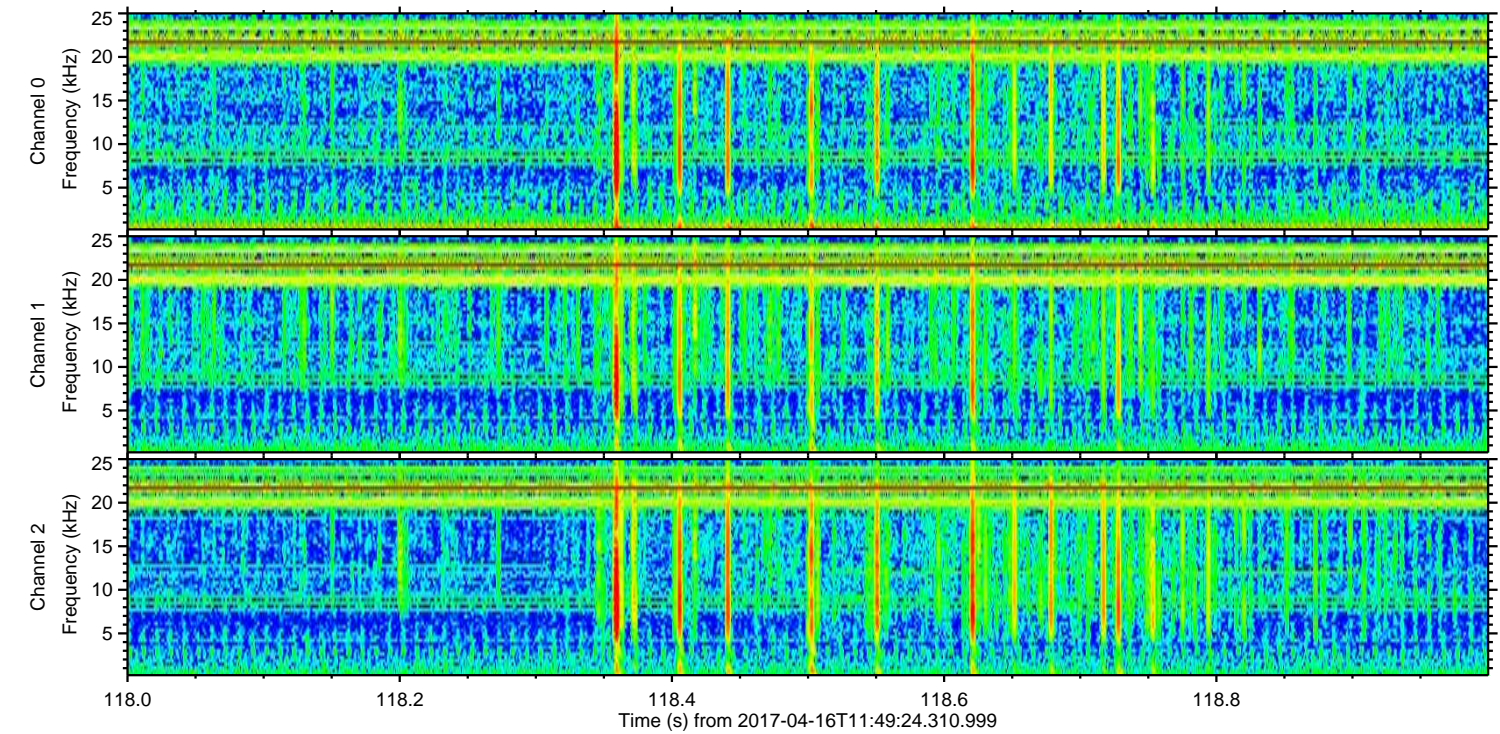 25
20
15
10
5
Channel 0
Frequency (kHz)
25
20
15
10
5
Channel 1
Frequency (kHz)
25
20
15
10
5
Channel 2
Frequency (kHz)
118.0 118.2 118.4 118.6 118.8
Time (s) from 2017-04-16T11:49:24.310.999